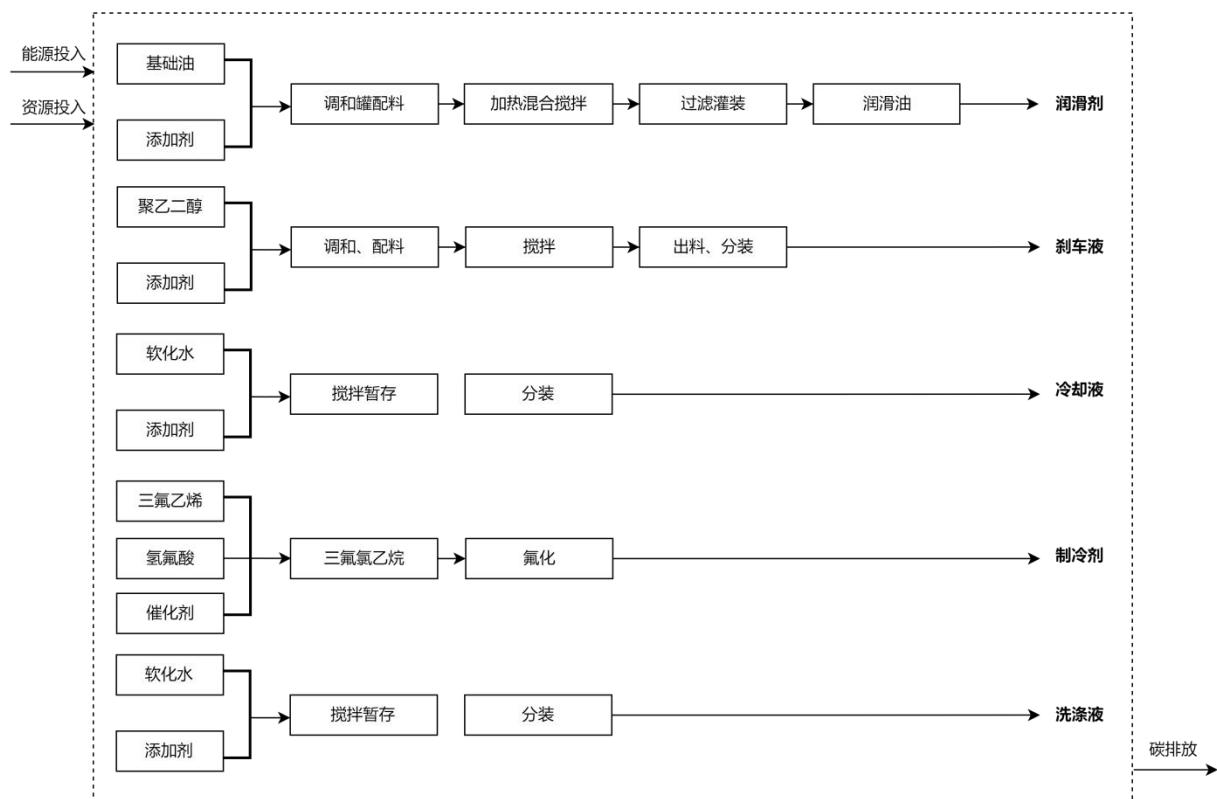 能源投入
资源投入
基础油
添加剂
调和罐配料
加热混合搅拌
过滤灌装
润滑油
润滑剂
聚乙二醇
添加剂
调和、配料
搅拌
出料、分装
刹车液
软化水
添加剂
搅拌暂存
分装
冷却液
三氟乙烯
氢氟酸
催化剂
三氟氯乙烷
氟化
制冷剂
软化水
添加剂
搅拌暂存
分装
洗涤液
碳排放